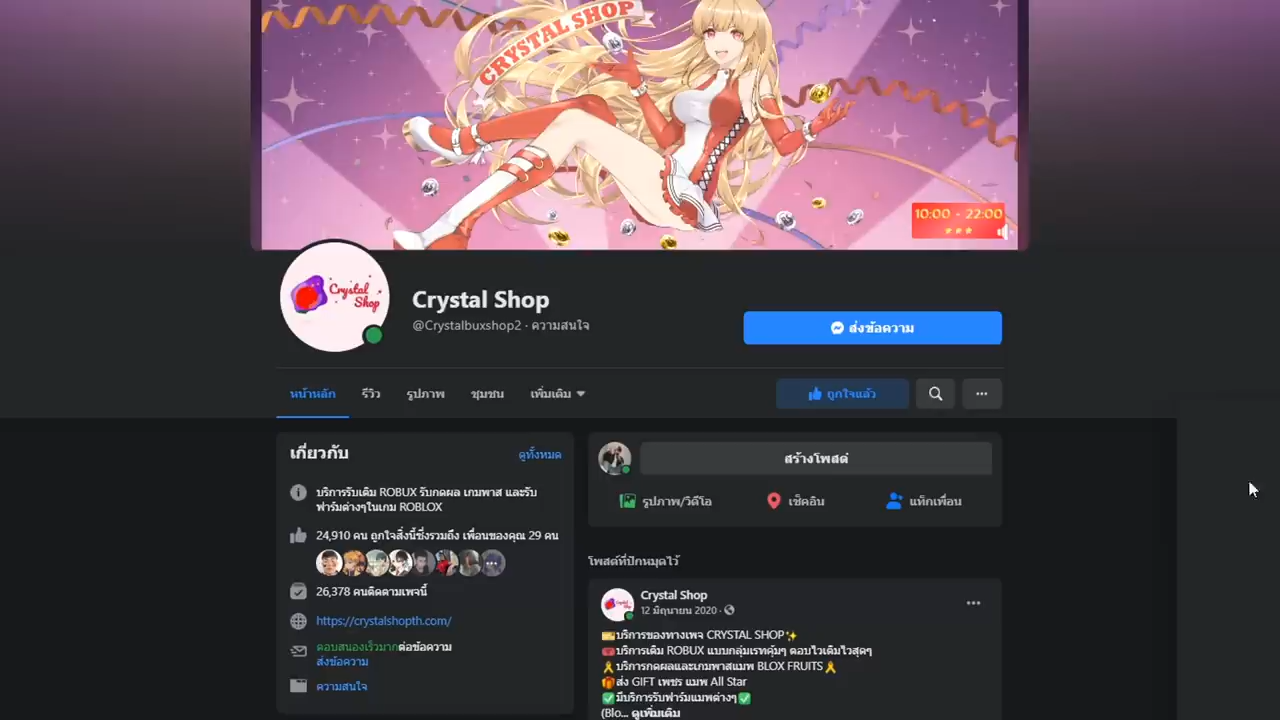 CRYSTAL SHOP
10:00 - 22:00
Crystal Shop
Crystal Shop
@Crystalbuxshop2 · ความสนใจ
ส่งข้อความ
หน้าหลัก
รีวิว
รูปภาพ
ชุมชน
เพิ่มเติม
ถูกใจแล้ว
เกี่ยวกับ
ดูทั้งหมด
บริการรับเติม ROBUX รับกดผล เกมพาส และรับ
ฟาร์มต่างๆในเกม ROBLOX
24,910 คน ถูกใจสิ่งนี้ซึ่งรวมถึง เพื่อนของคุณ 29 คน
26,378 คนติดตามเพจนี้
https://crystalshopth.com/
ตอบสนองเร็วมากต่อข้อความ
ส่งข้อความ
ความสนใจ
สร้างโพสต์
รูปภาพ/วิดีโอ
เช็คอิน
แท็กเพื่อน
โพสต์ที่ปักหมุดไว้
Crystal Shop
Crystal Shop
12 มิถุนายน 2020 ·
บริการของทางเพจ CRYSTAL SHOP✨
บริการเติม ROBUX แบบกลุ่มเรทคุ้มๆ ตอบไวเติมไวสุดๆ
🎗บริการกดผลและเกมพาสแมพ BLOX FRUITS🎗
🎁ส่ง GIFT เพชร แมพ All Star
✅มีบริการรับฟาร์มแมพต่างๆ✅
(Blo... ดูเพิ่มเติม